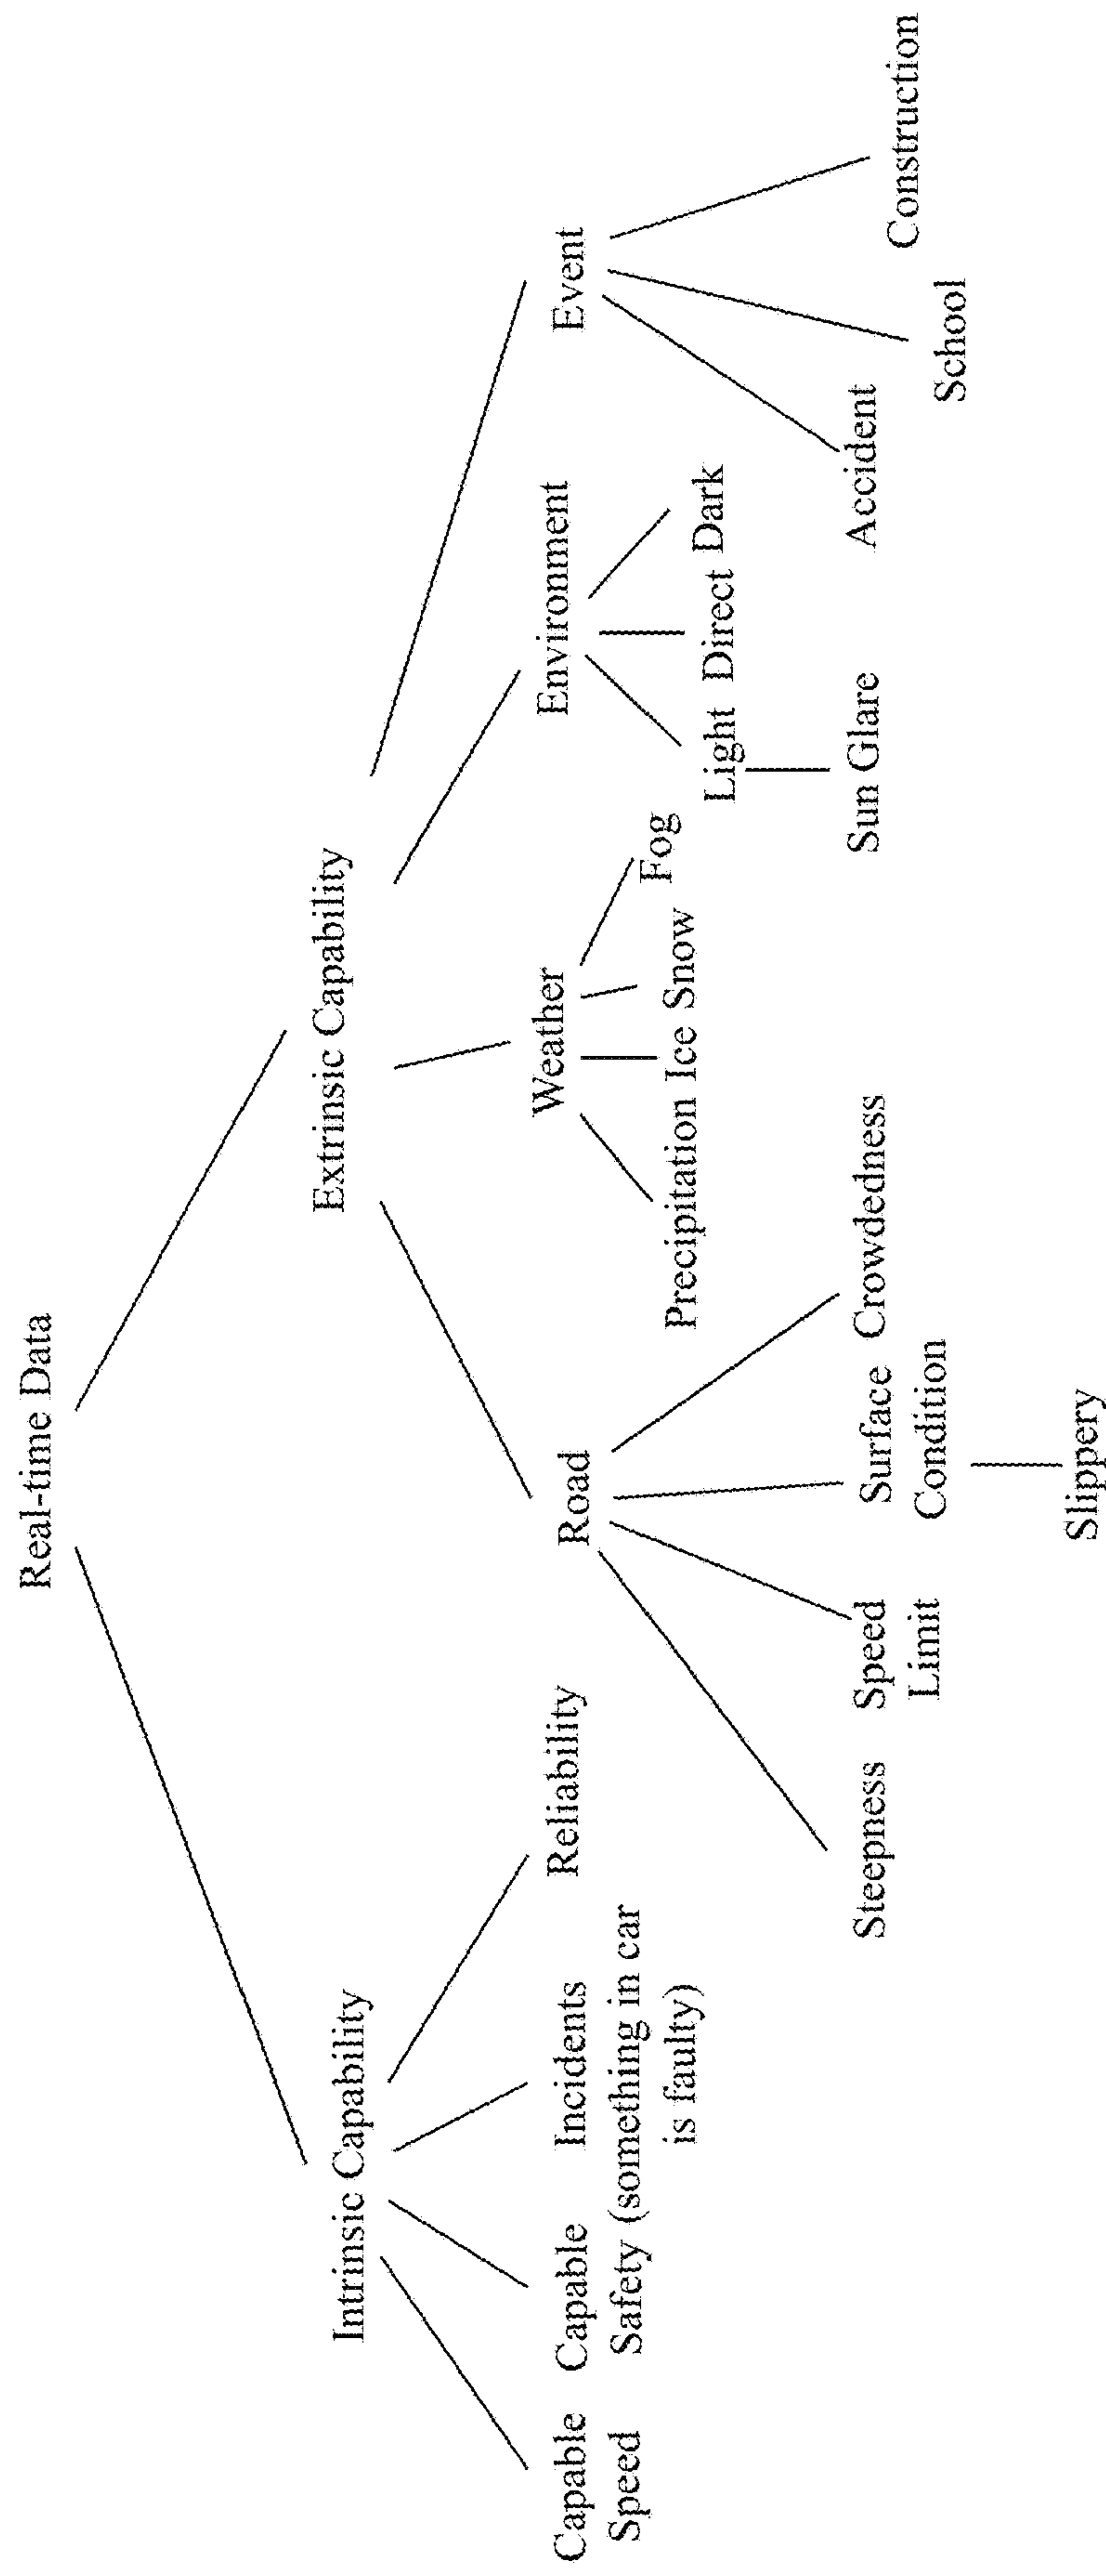 Real-time Data
Intrinsic Capability
Extrinsic Capability
Capable
Speed
Capable
Safety
Incidents
(something in car
is faulty)
Reliability
Road
Weather
Environment
Event
Steepness
Speed
Limit
Surface
Condition
Crowdedness
Slippery
Precipitation
Ice
Snow
Fog
Light
Direct
Dark
Sun Glare
Accident
School
Construction